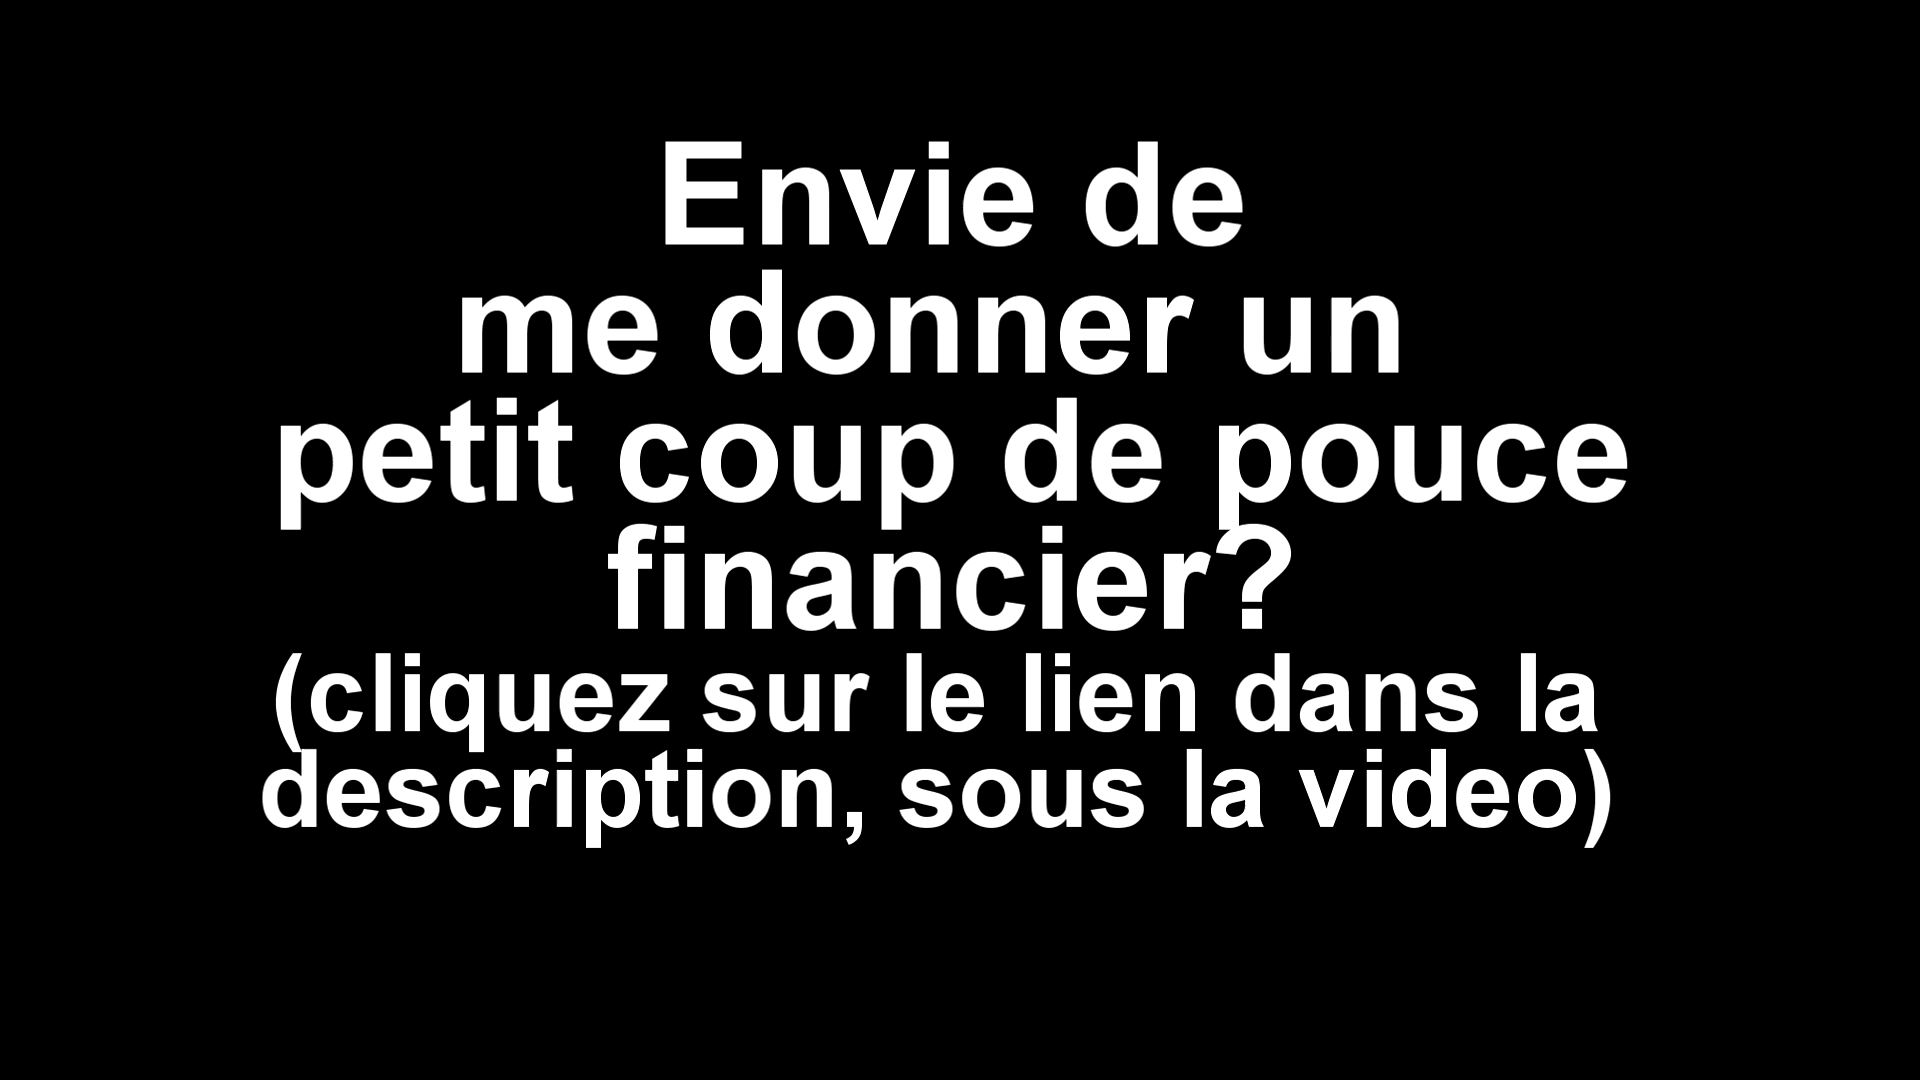 Envie de
me donner un
petit coup de pouce
financier?
(cliquez sur le lien dans la
description, sous la video)